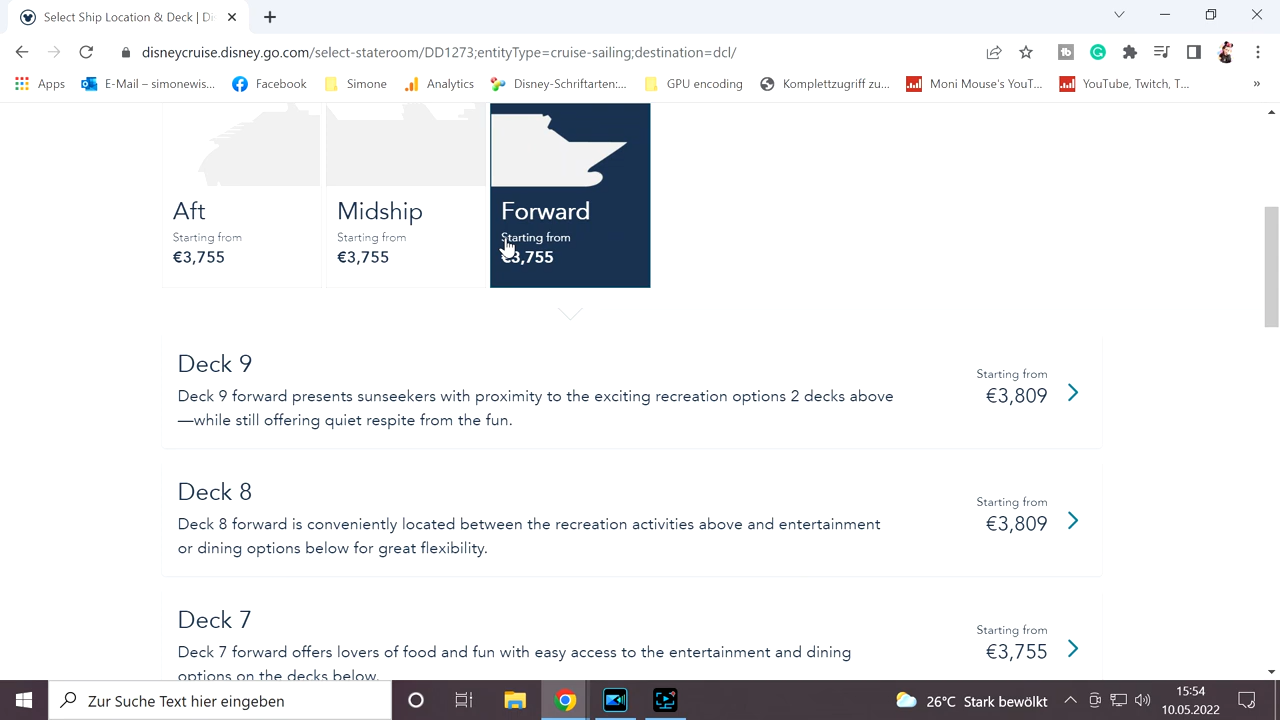 Select Ship Location & Deck | Di
disneycruise.disney.go.com/select-stateroom/DD1273;entityType=cruise-sailing;destination=dcl/
Apps
E-Mail – simonewis...
Facebook
Simone
Analytics
Disney-Schriftarten:...
GPU encoding
Komplettzugriff zu...
Moni Mouse's YouT...
YouTube, Twitch, T...
»
Aft
Starting from
€3,755
Midship
Starting from
€3,755
Forward
Starting from
€3,755
Deck 9
Deck 9 forward presents sunseekers with proximity to the exciting recreation options 2 decks above
—while still offering quiet respite from the fun.
Starting from
€3,809
Deck 8
Deck 8 forward is conveniently located between the recreation activities above and entertainment
or dining options below for great flexibility.
Starting from
€3,809
Deck 7
Deck 7 forward offers lovers of food and fun with easy access to the entertainment and dining
options on the decks below.
Starting from
€3,755
Zur Suche Text hier eingeben
26°C Stark bewölkt
15:54
10.05.2022